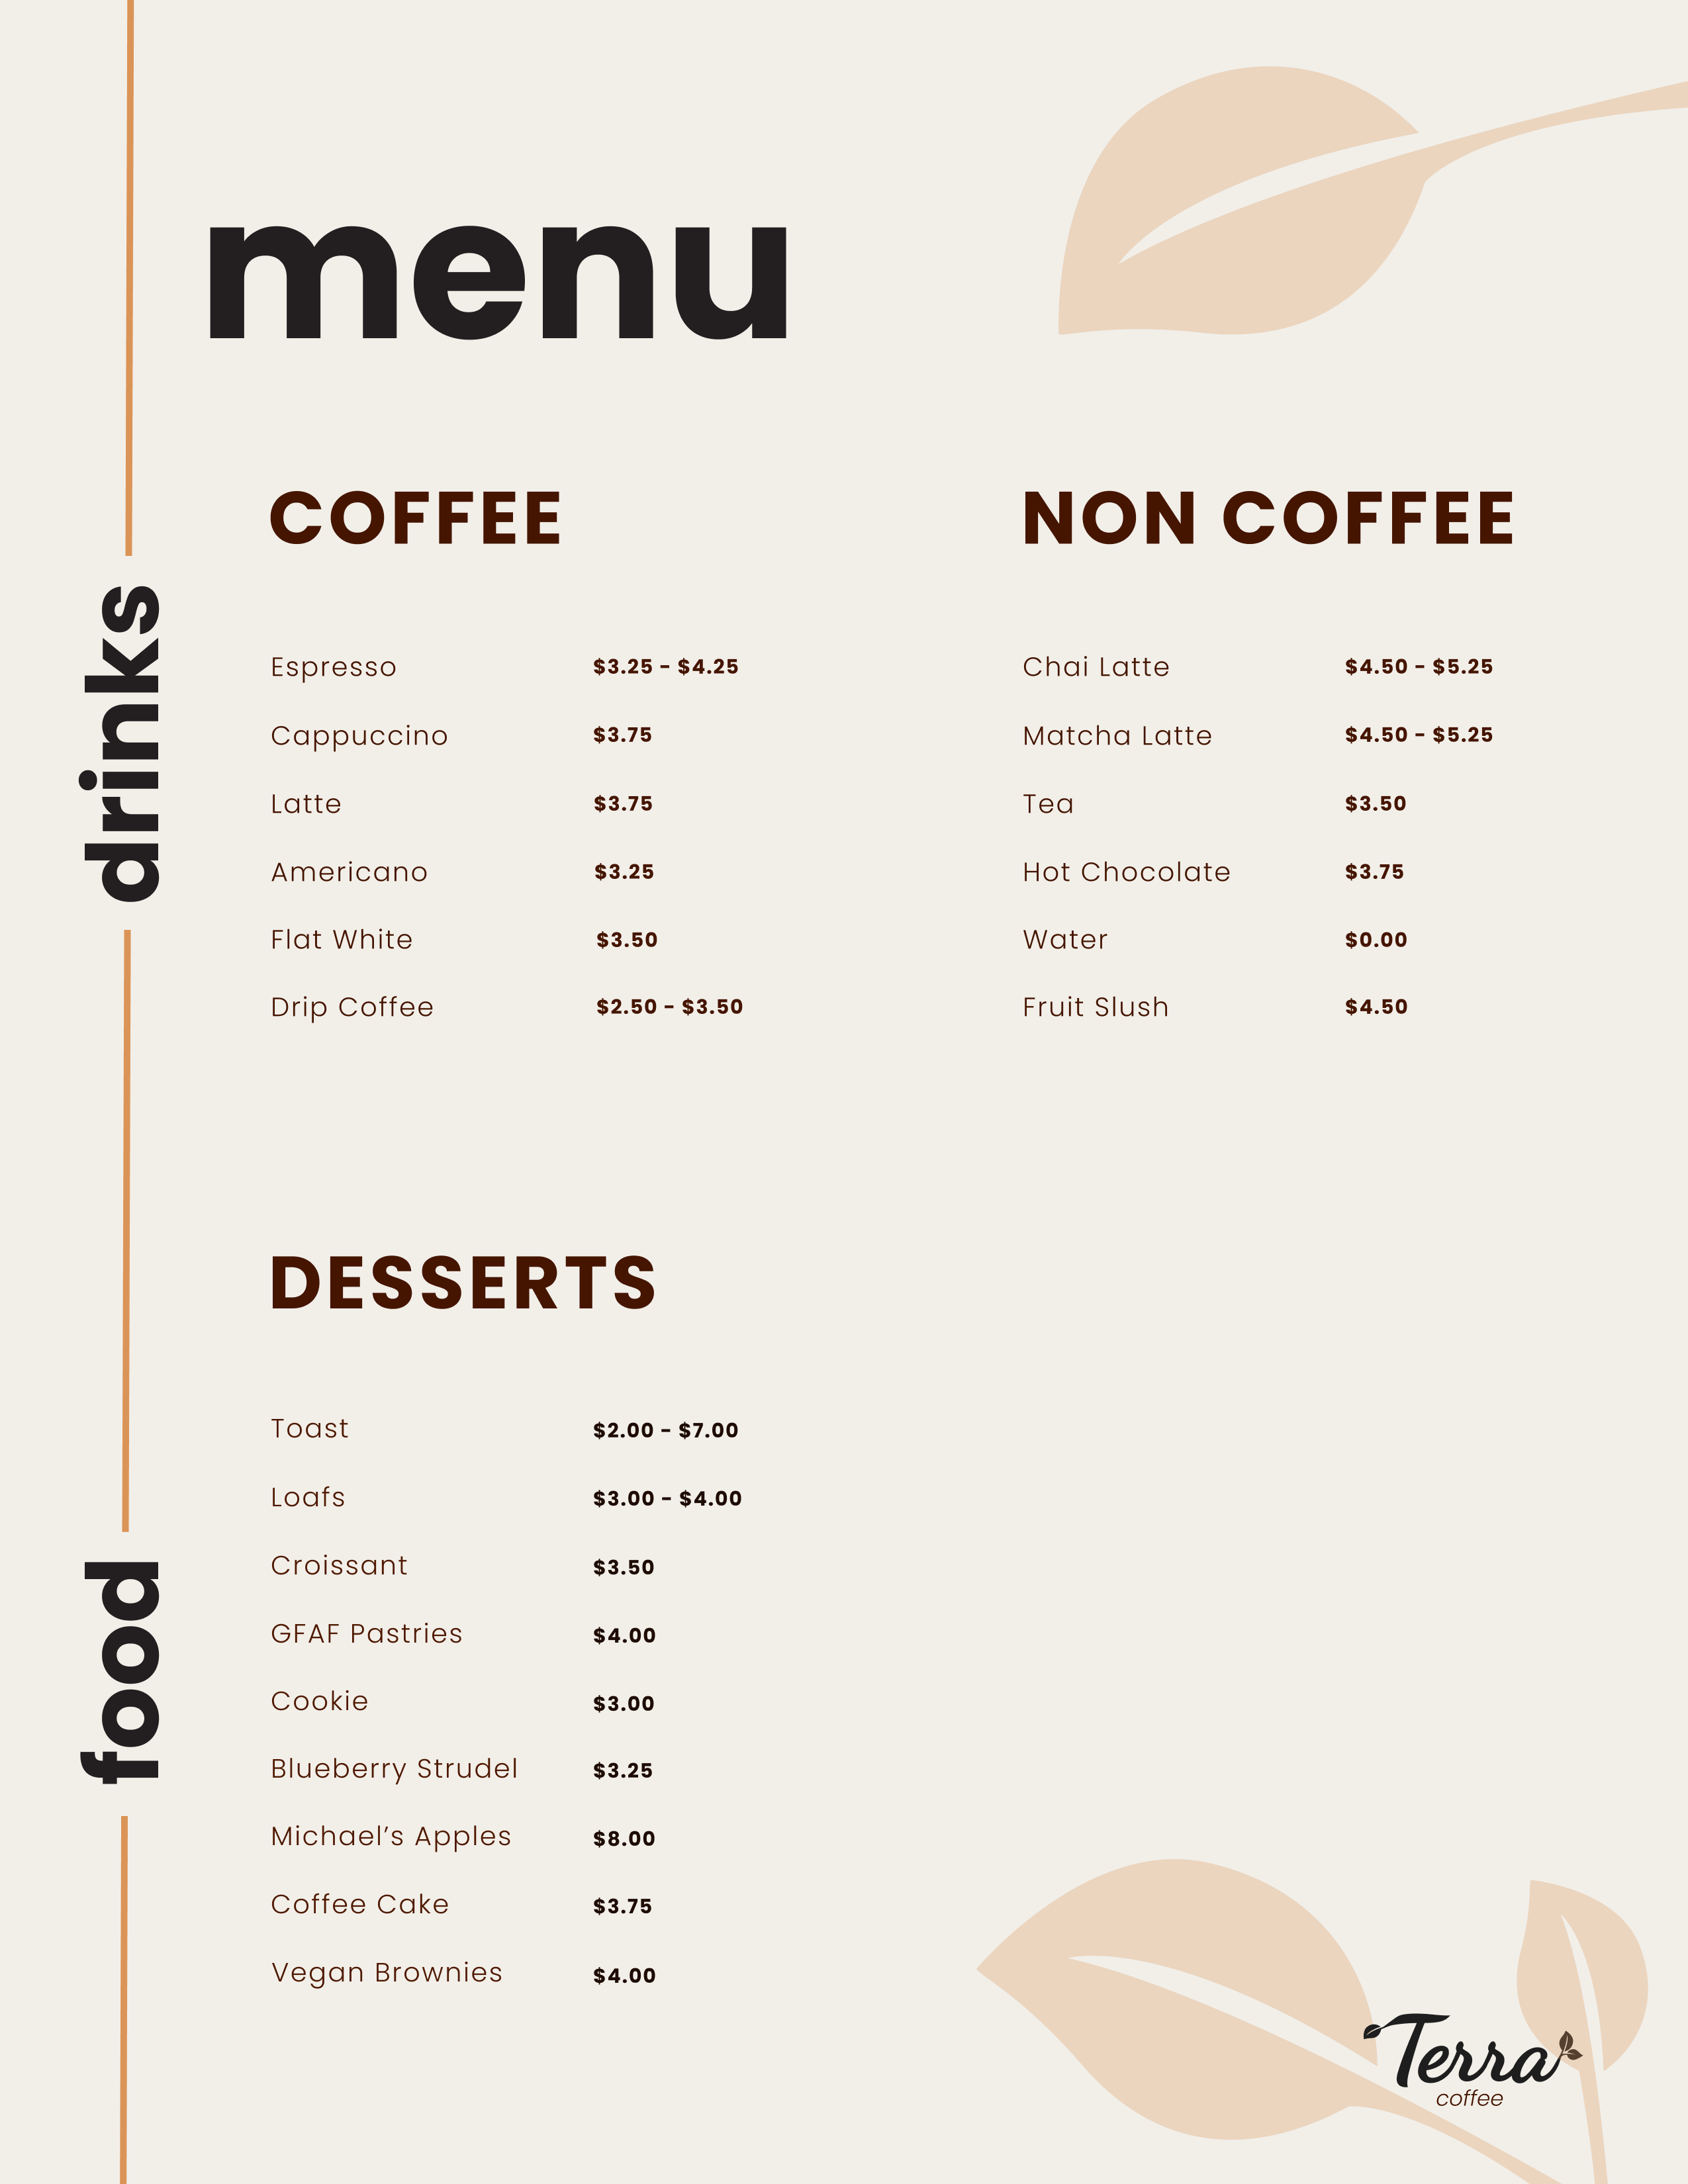 menu
drinks
COFFEE
Espresso $3.25 - $4.25
Cappuccino $3.75
Latte $3.75
Americano $3.25
Flat White $3.50
Drip Coffee $2.50 - $3.50
NON COFFEE
Chai Latte $4.50 - $5.25
Matcha Latte $4.50 - $5.25
Tea $3.50
Hot Chocolate $3.75
Water $0.00
Fruit Slush $4.50
food
DESSERTS
Toast $2.00 - $7.00
Loafs $3.00 - $4.00
Croissant $3.50
GFAF Pastries $4.00
Cookie $3.00
Blueberry Strudel $3.25
Michael’s Apples $8.00
Coffee Cake $3.75
Vegan Brownies $4.00
Terra
coffee